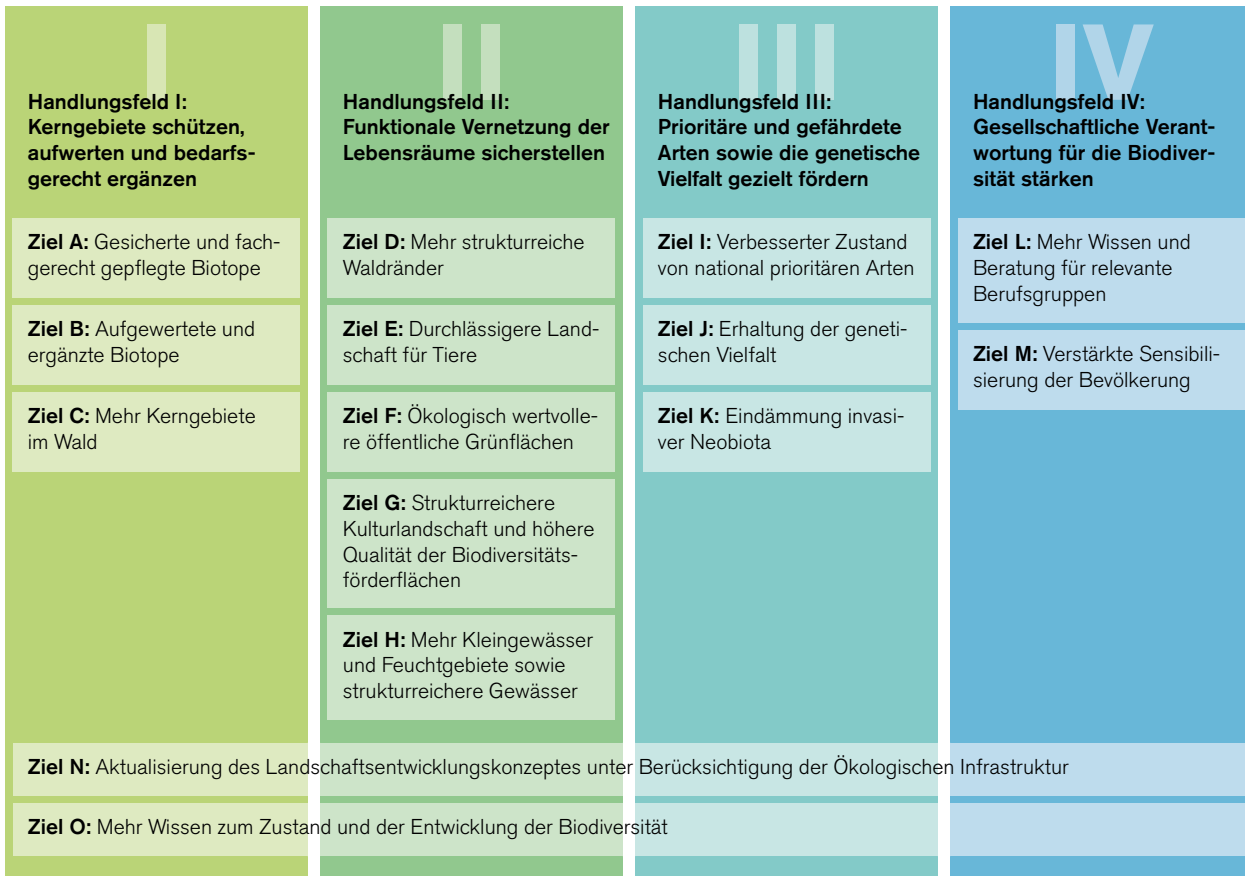 I
Handlungsfeld I:
Kerngebiete schützen,
aufwerten und bedarfs-
gerecht ergänzen
Ziel A: Gesicherte und fach-
gerecht gepflegte Biotope
Ziel B: Aufgewertete und
ergänzte Biotope
Ziel C: Mehr Kerngebiete
im Wald
II
Handlungsfeld II:
Funktionale Vernetzung der
Lebensräume sicherstellen
Ziel D: Mehr strukturreiche
Waldränder
Ziel E: Durchlässigere Land-
schaft für Tiere
Ziel F: Ökologisch wertvolle-
re öffentliche Grünflächen
Ziel G: Strukturreichere
Kulturlandschaft und höhere
Qualität der Biodiversitäts-
förderflächen
Ziel H: Mehr Kleingewässer
und Feuchtgebiete sowie
strukturreichere Gewässer
III
Handlungsfeld III:
Prioritäre und gefährdete
Arten sowie die genetische
Vielfalt gezielt fördern
Ziel I: Verbesserter Zustand
von national prioritären Arten
Ziel J: Erhaltung der geneti-
schen Vielfalt
Ziel K: Eindämmung invasi-
ver Neobiota
IV
Handlungsfeld IV:
Gesellschaftliche Verant-
wortung für die Biodiver-
sität stärken
Ziel L: Mehr Wissen und
Beratung für relevante
Berufsgruppen
Ziel M: Verstärkte Sensibili-
sierung der Bevölkerung
Ziel N: Aktualisierung des Landschaftsentwicklungskonzeptes unter Berücksichtigung der Ökologischen Infrastruktur
Ziel O: Mehr Wissen zum Zustand und der Entwicklung der Biodiversität